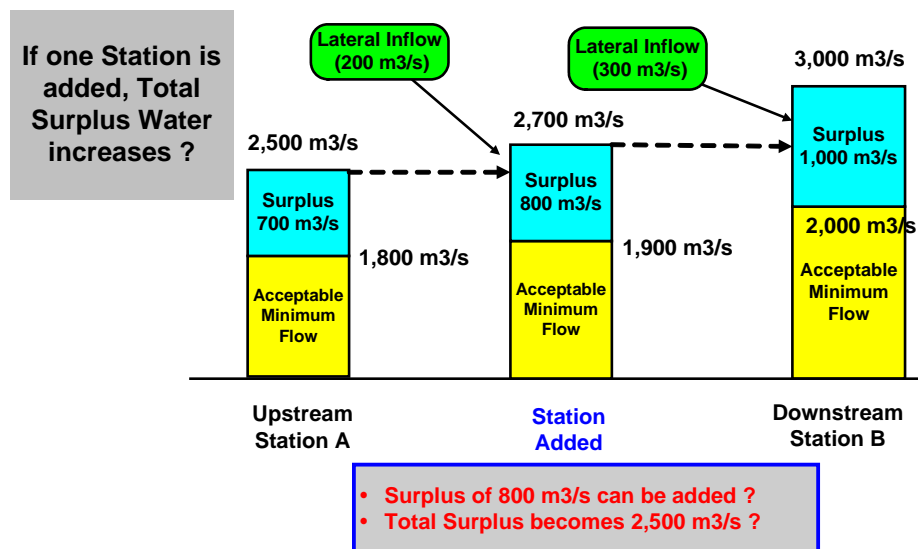 If one Station is
added, Total
Surplus Water
increases ?
Lateral Inflow
(200 m3/s)
Lateral Inflow
(300 m3/s)
3,000 m3/s
2,500 m3/s
2,700 m3/s
Surplus
700 m3/s
Surplus
800 m3/s
Surplus
1,000 m3/s
1,800 m3/s
1,900 m3/s
2,000 m3/s
Acceptable
Minimum
Flow
Acceptable
Minimum
Flow
Acceptable
Minimum
Flow
Upstream
Station A
Station
Added
Downstream
Station B
• Surplus of 800 m3/s can be added ?
• Total Surplus becomes 2,500 m3/s ?